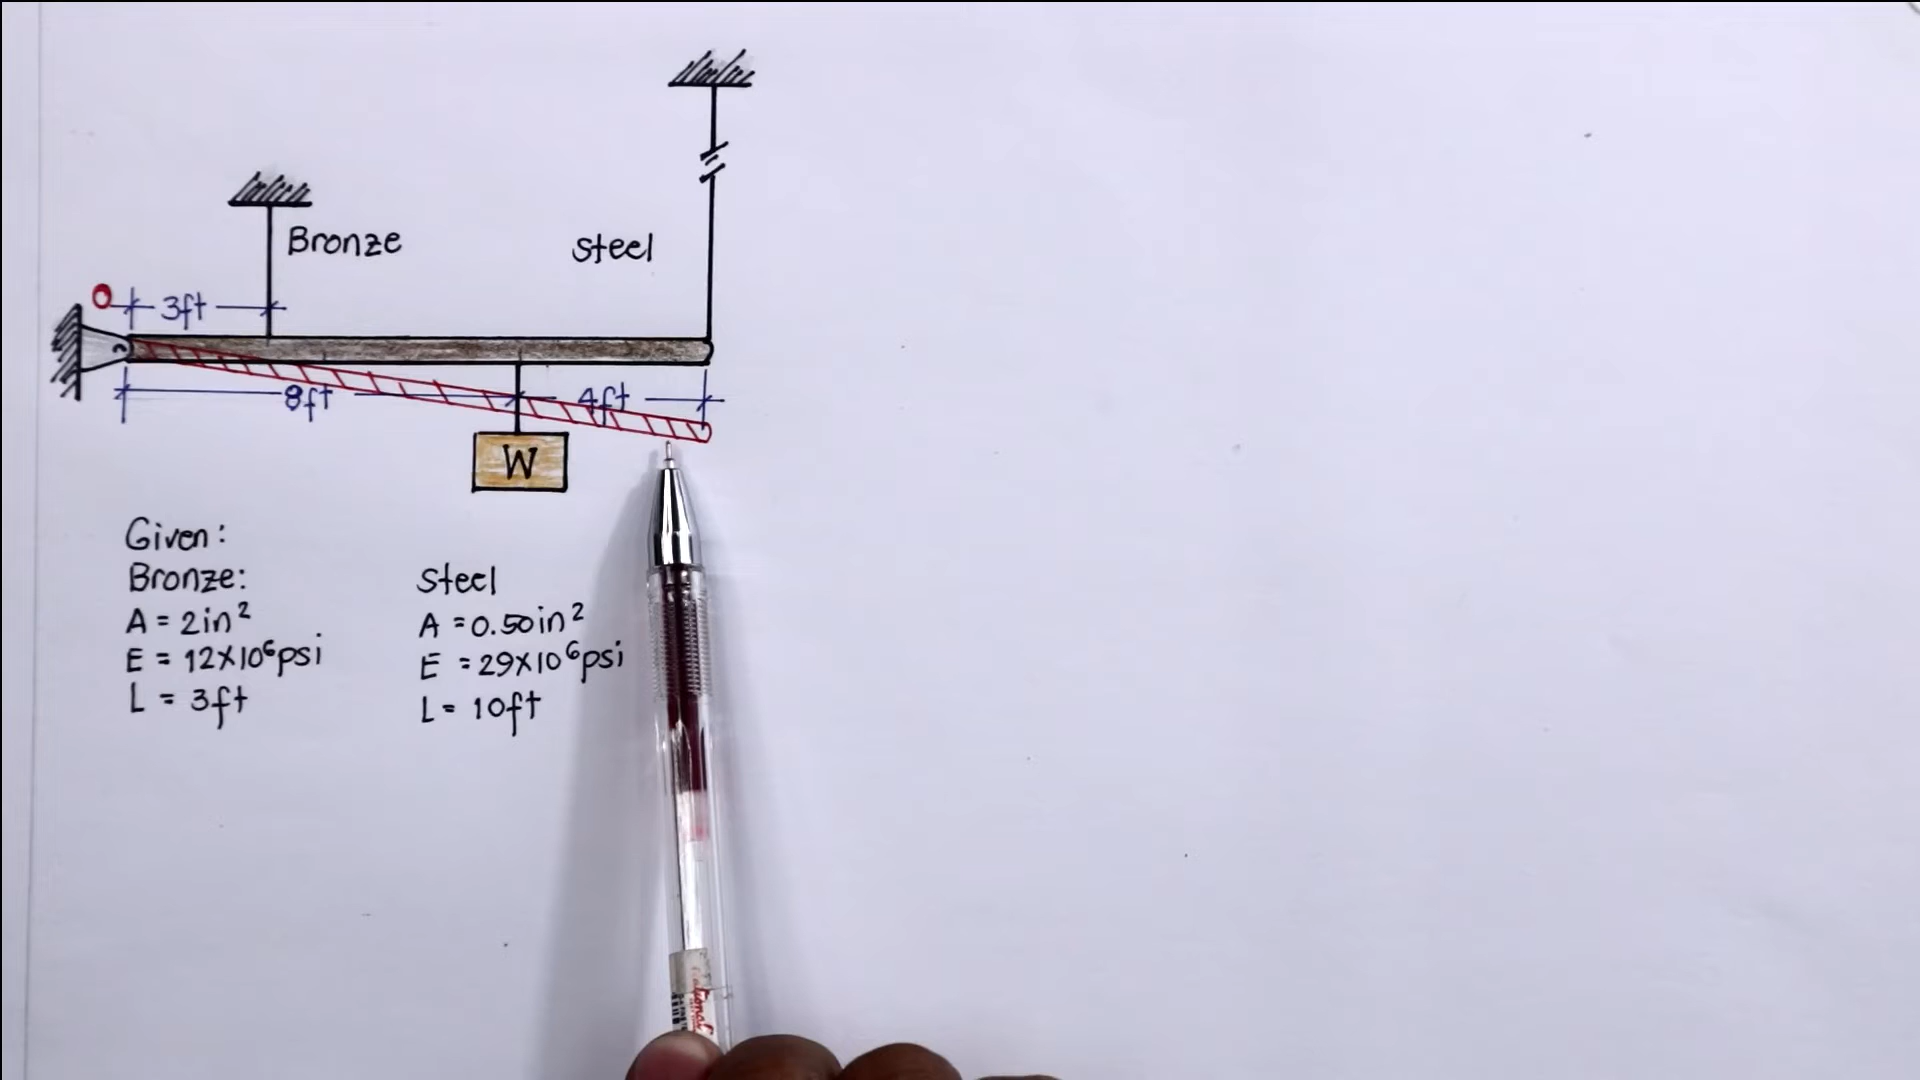 Bronze
steel
O
3ft
8ft
4ft
W
Given:
Bronze:
A = 2in²
E = 12x10⁶psi
L = 3ft
steel
A = 0.50in²
E = 29x10⁶psi
L = 10ft